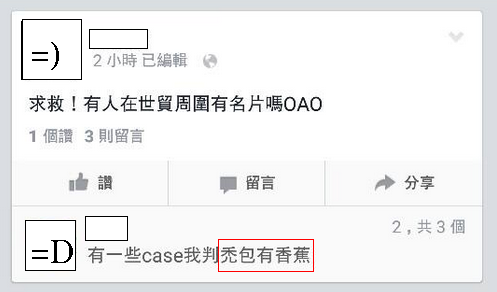 =)
2 小時 已編輯
求救！有人在世貿周圍有名片嗎OAO
1 個讚 3 則留言
讚 留言 分享
2，共 3 個
=D
有一些case我判禿包有香蕉